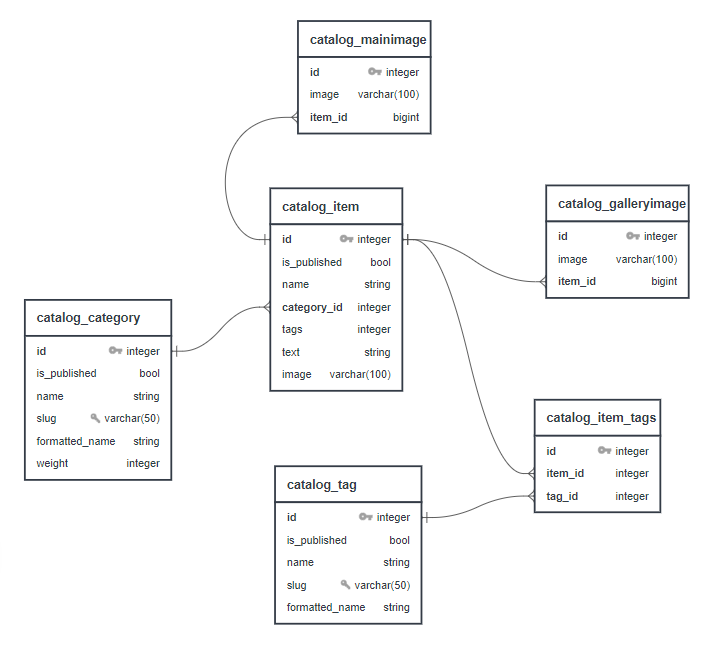 catalog_mainimage
id integer
image varchar(100)
item_id bigint
catalog_item
id integer
is_published bool
name string
category_id integer
tags integer
text string
image varchar(100)
catalog_galleryimage
id integer
image varchar(100)
item_id bigint
catalog_category
id integer
is_published bool
name string
slug varchar(50)
formatted_name string
weight integer
catalog_item_tags
id integer
item_id integer
tag_id integer
catalog_tag
id integer
is_published bool
name string
slug varchar(50)
formatted_name string